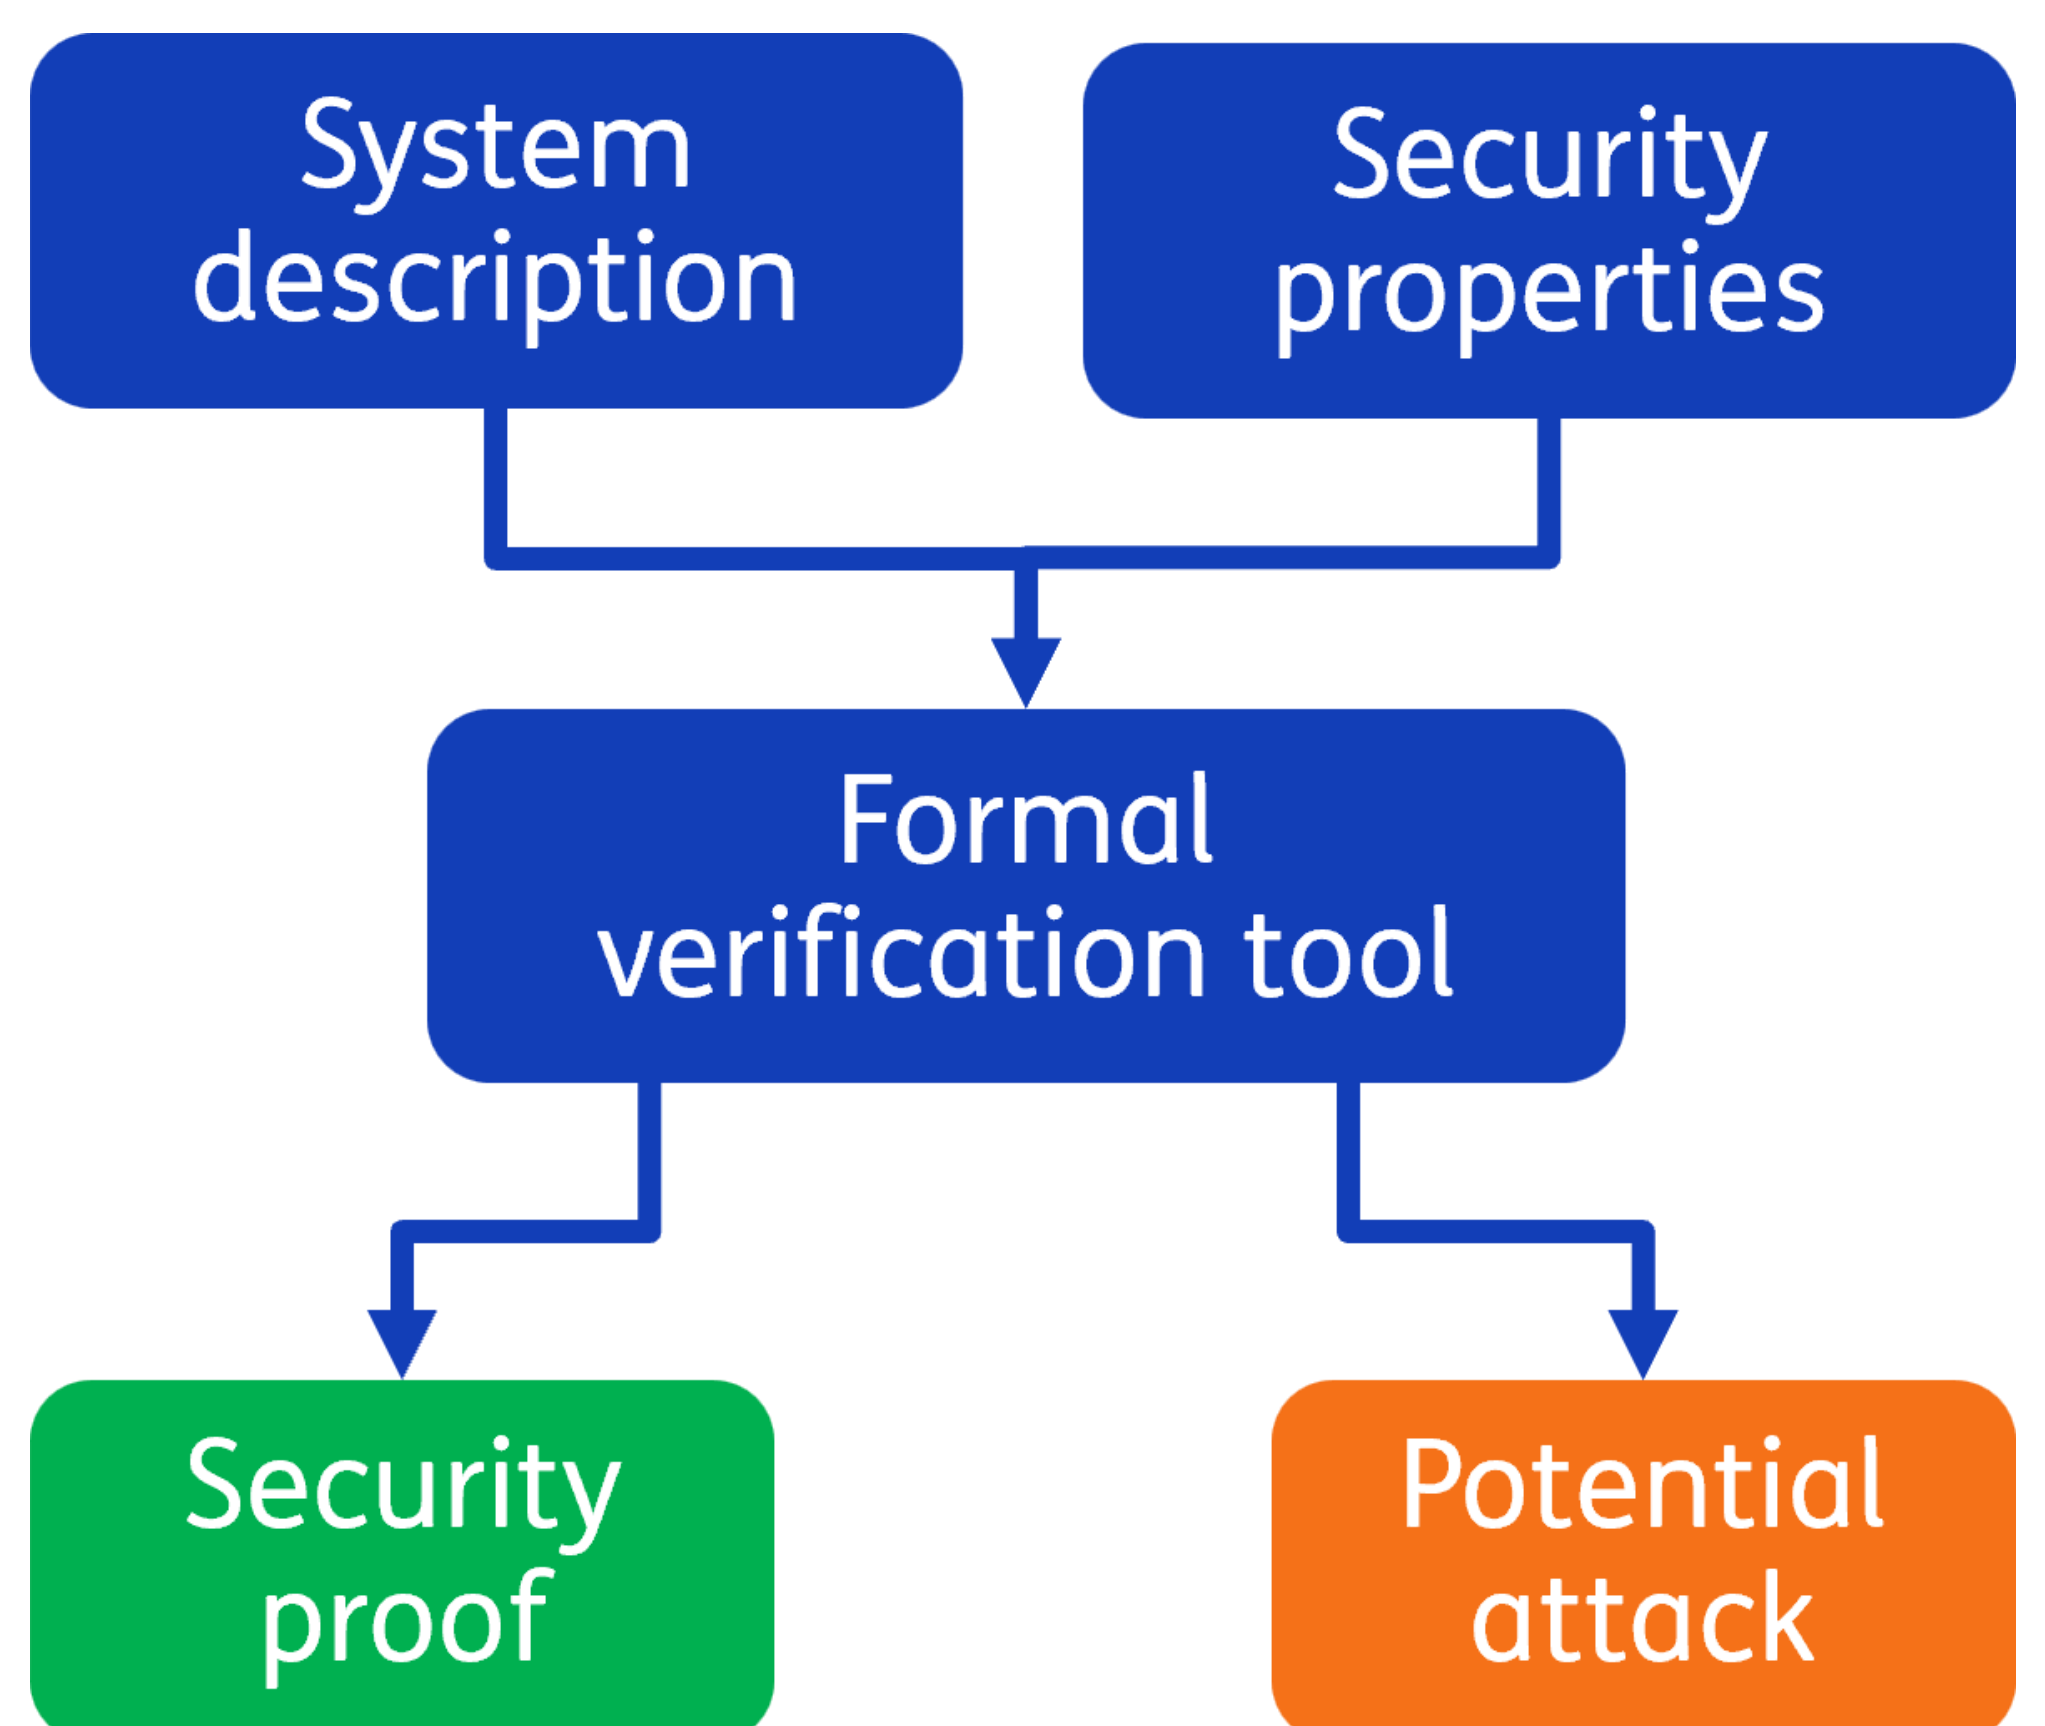 System
description
Security
properties
Formal
verification tool
Security
proof
Potential
attack